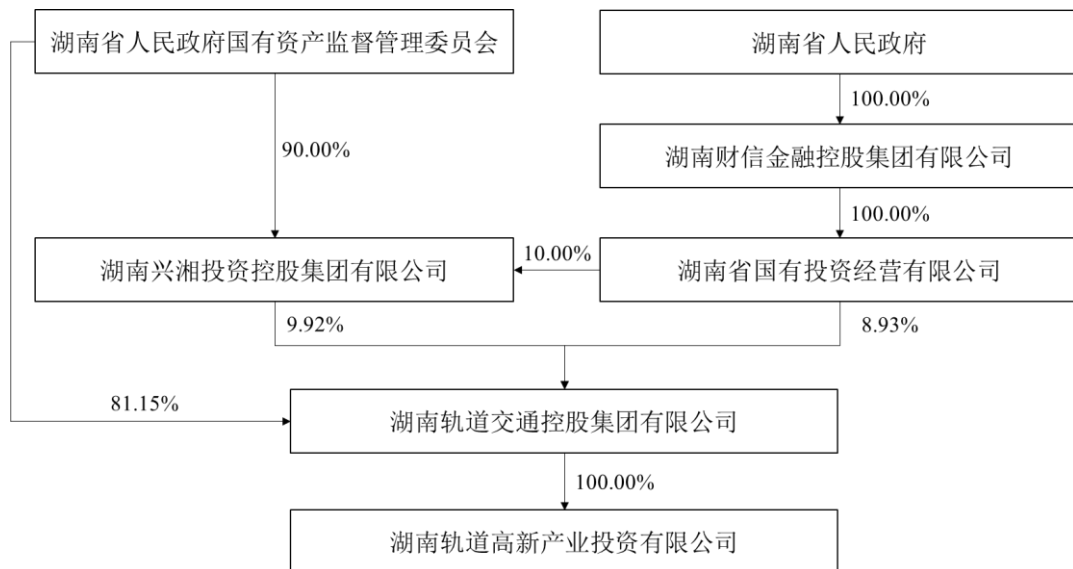 湖南省人民政府国有资产监督管理委员会
湖南省人民政府
100.00%
90.00%
湖南财信金融控股集团有限公司
100.00%
湖南兴湘投资控股集团有限公司
10.00%
湖南省国有投资经营有限公司
9.92%
8.93%
81.15%
湖南轨道交通控股集团有限公司
100.00%
湖南轨道高新产业投资有限公司